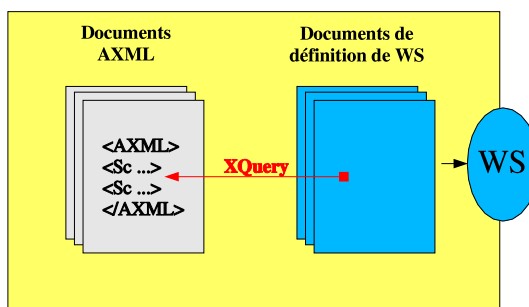 Documents
AXML
Documents de
définition de WS
<AXML>
<Sc ...>
<Sc ...>
</AXML>
XQuery
WS